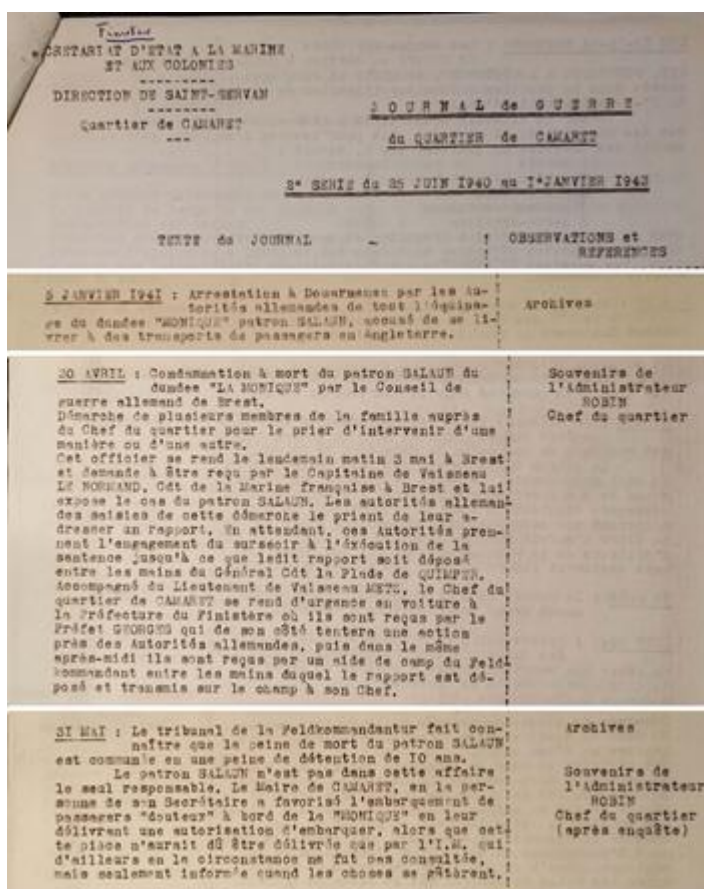 Finistère
CRETARIAT D'ETAT A LA MARINE
ET AUX COLONIES
DIRECTION DE SAINT-SERVAN
Quartier de CAMARET
JOURNAL de GUERRE
du QUARTIER de CAMARET
2° SERIE du 25 JUIN 1940 au 1°JANVIER 1943
TEXTE du JOURNAL
OBSERVATIONS et
REFERENCES
5 JANVIER 1941 : Arrestation à Douarnenez par les Au-
torités allemandes de tout l'équipa-
ge du dundee "MONIQUE" patron SALAUN, accusé de se li-
vrer à des transports de passagers en Angleterre.
Archives
30 AVRIL : Condamnation à mort du patron SALAUN du
dundee "LA MONIQUE" par le Conseil de
guerre allemand de Brest.
Démarche de plusieurs membres de la famille auprès
du Chef du quartier pour le prier d'intervenir d'une
manière ou d'une autre.
Cet officier se rend le lendemain matin 3 mai à Brest
et demande à être reçu par le Capitaine de Vaisseau
LE NORMAND, Cdt de la Marine française à Brest et lui
expose le cas du patron SALAUN. Les autorités alleman-
des saisies de cette démarche le prient de leur a-
dresser un rapport. En attendant, ces Autorités pren-
nent l'engagement du surseoir à l'éxécution de la
sentence jusqu'à ce que ledit rapport soit déposé
entre les mains du Général Cdt la Plade de QUIMPER.
Accompagné du Lieutenant de Vaisseau METZ, le Chef du
quartier de CAMARET se rend d'urgence en voiture à
la Préfecture du Finistère où ils sont reçus par le
Préfet GEORGES qui de son côté tentera une action
près des Autorités allemandes, puis dans le même
après-midi ils sont reçus par un aide de camp du Feld
kommandant entre les mains duquel le rapport est dé-
posé et transmis sur le champ à son Chef.
Souvenirs de
l'Administrateur
ROBIN
Chef du quartier
31 MAI : Le tribunal de la Feldkommandantur fait con-
naître que la peine de mort du patron SALAUN
est commuée en une peine de détention de 10 ans.
Le patron SALAUN n'est pas dans cette affaire
le seul responsable. Le Maire de CAMARET, en la per-
sonne de son Secrétaire a favorisé l'embarquement de
passagers "douteux" à bord de la "MONIQUE" en leur
délivrant une autorisation d'embarquer, alors que cet-
te pièce n'aurait dû être délivrée que par l'I.M. qui
d'ailleurs en la circonstance ne fut pas consultée,
mais seulement informée quand les choses se gâtèrent.
Archives
Souvenirs de
l'Administrateur
ROBIN
Chef du quartier
(après enquête)